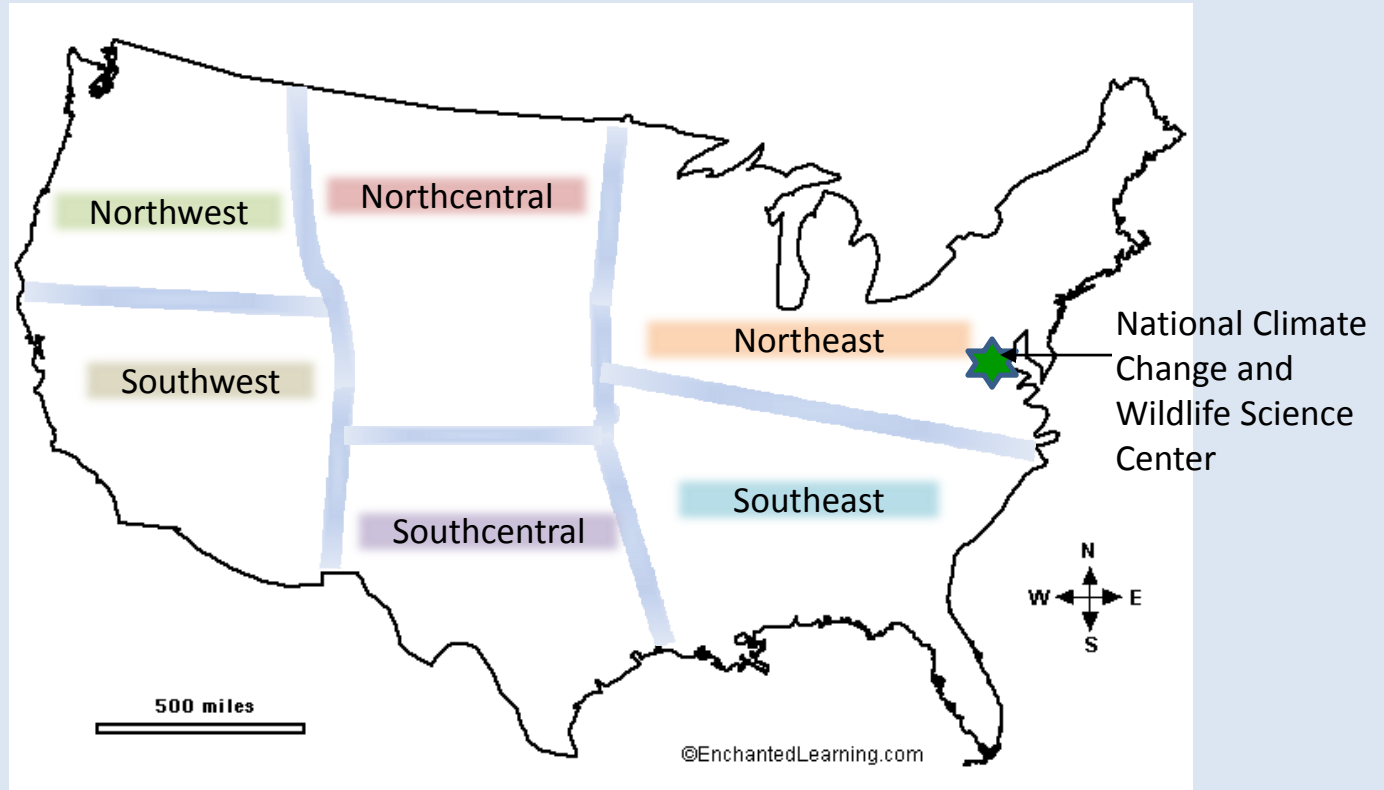 Northwest
Northcentral
Northeast
National Climate
Change and
Wildlife Science
Center
Southwest
Southeast
Southcentral
N
W E
S
500 miles
©EnchantedLearning.com